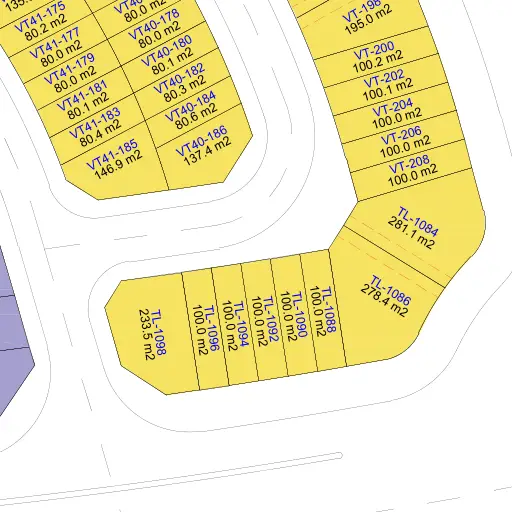 VT41-175
80.2 m2
VT41-177
80.0 m2
VT41-179
80.0 m2
VT41-181
80.1 m2
VT41-183
80.4 m2
VT41-185
146.9 m2
80.0 m2
VT40-178
80.0 m2
VT40-180
80.1 m2
VT40-182
80.3 m2
VT40-184
80.6 m2
VT40-186
137.4 m2
VT-198
195.0 m2
VT-200
100.2 m2
VT-202
100.1 m2
VT-204
100.0 m2
VT-206
100.0 m2
VT-208
100.0 m2
TL-1084
281.1 m2
TL-1086
278.4 m2
TL-1088
100.0 m2
TL-1090
100.0 m2
TL-1092
100.0 m2
TL-1094
100.0 m2
TL-1096
100.0 m2
TL-1098
233.5 m2